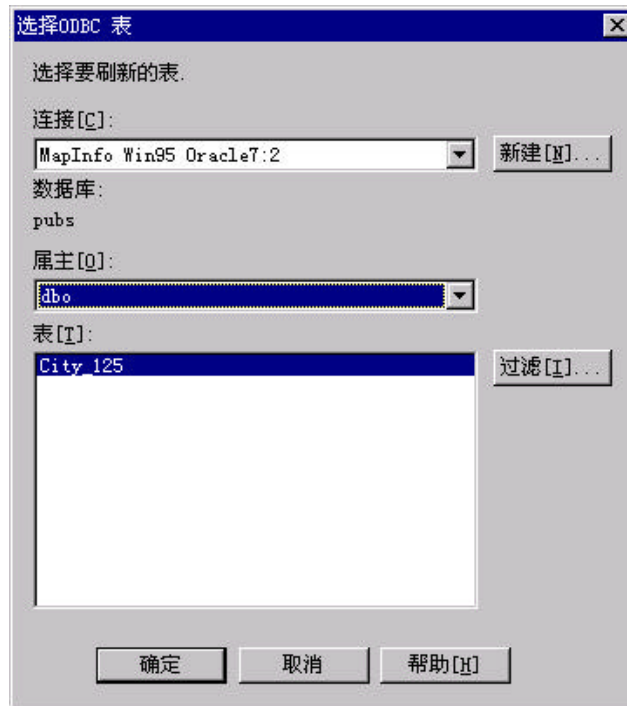 选择ODBC 表
选择要刷新的表.
连接[C]:
MapInfo Win95 Oracle7:2
新建[N]...
数据库:
pubs
属主[O]:
dbo
表[T]:
City_125
过滤[I]...
确定
取消
帮助[H]